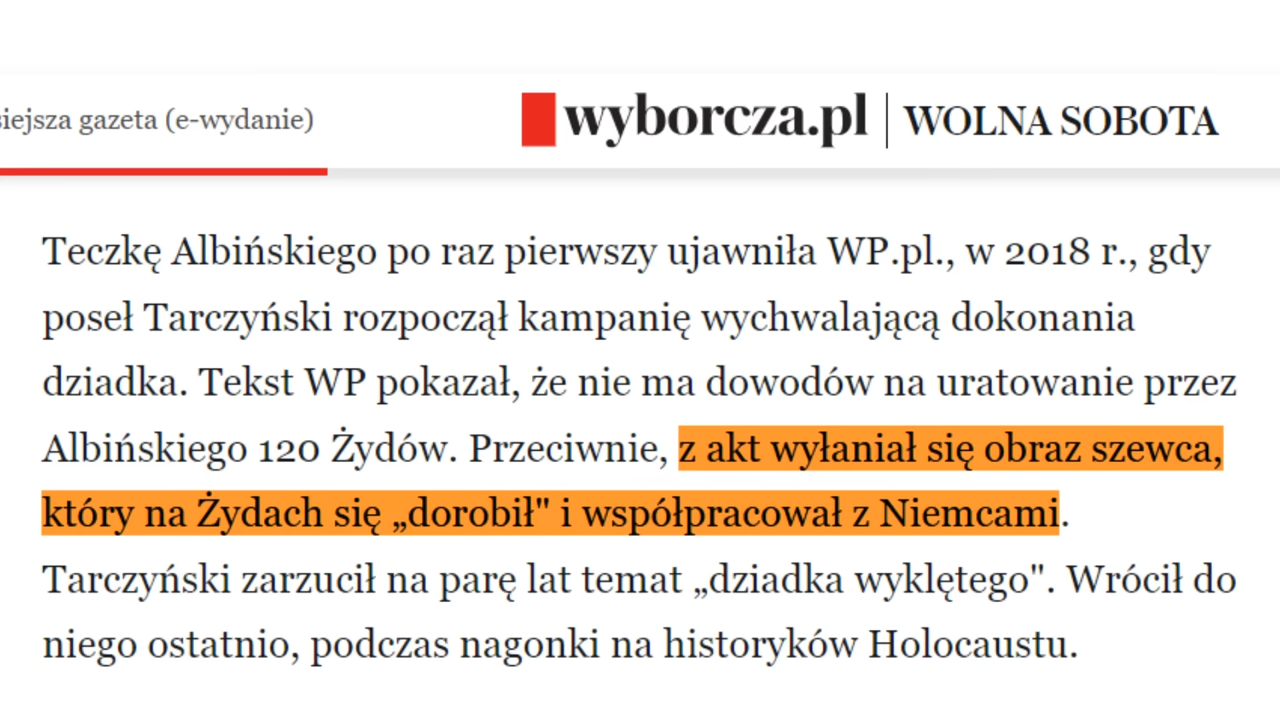 siejsza gazeta (e-wydanie)
wyborcza.pl | WOLNA SOBOTA
Teczkę Albińskiego po raz pierwszy ujawniła WP.pl., w 2018 r., gdy
poseł Tarczyński rozpoczął kampanię wychwalającą dokonania
dziadka. Tekst WP pokazał, że nie ma dowodów na uratowanie przez
Albińskiego 120 Żydów. Przeciwnie, z akt wyłaniał się obraz szewca,
który na Żydach się „dorobił" i współpracował z Niemcami.
Tarczyński zarzucił na parę lat temat „dziadka wyklętego". Wrócił do
niego ostatnio, podczas nagonki na historyków Holocaustu.